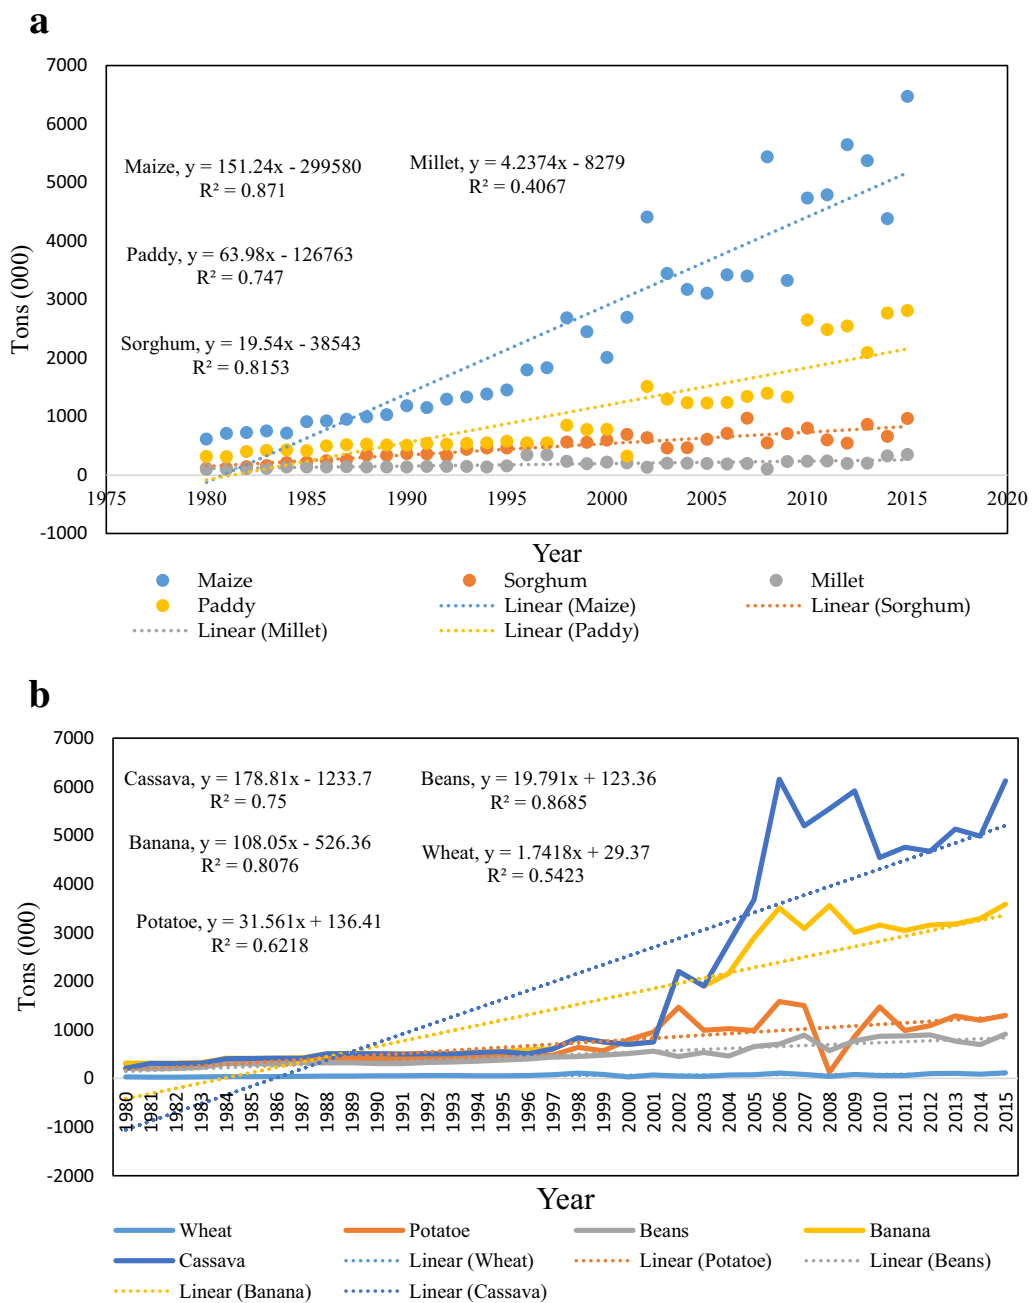 a
7000
6000
5000
4000
3000
2000
1000
0
-1000
Tons (000)
Maize, y = 151.24x - 299580
R² = 0.871
Millet, y = 4.2374x - 8279
R² = 0.4067
Paddy, y = 63.98x - 126763
R² = 0.747
Sorghum, y = 19.54x - 38543
R² = 0.8153
1975 1980 1985 1990 1995 2000 2005 2010 2015 2020
Year
Maize Sorghum Millet
Paddy Linear (Maize) Linear (Sorghum)
Linear (Millet) Linear (Paddy)
b
7000
6000
5000
4000
3000
2000
1000
0
-1000
-2000
Tons (000)
Cassava, y = 178.81x - 1233.7
R² = 0.75
Beans, y = 19.791x + 123.36
R² = 0.8685
Banana, y = 108.05x - 526.36
R² = 0.8076
Wheat, y = 1.7418x + 29.37
R² = 0.5423
Potatoe, y = 31.561x + 136.41
R² = 0.6218
1980 1981 1982 1983 1984 1985 1986 1987 1988 1989 1990 1991 1992 1993 1994 1995 1996 1997 1998 1999 2000 2001 2002 2003 2004 2005 2006 2007 2008 2009 2010 2011 2012 2013 2014 2015
Year
Wheat Potatoe Beans Banana
Cassava Linear (Wheat) Linear (Potatoe) Linear (Beans)
Linear (Banana) Linear (Cassava)